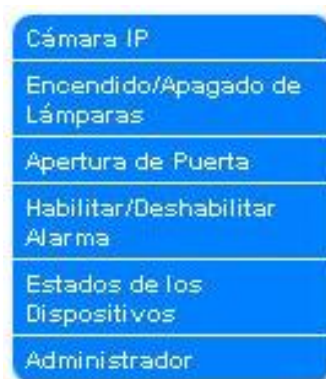 Cámara IP
Encendido/Apagado de
Lámparas
Apertura de Puerta
Habilitar/Deshabilitar
Alarma
Estados de los
Dispositivos
Administrador